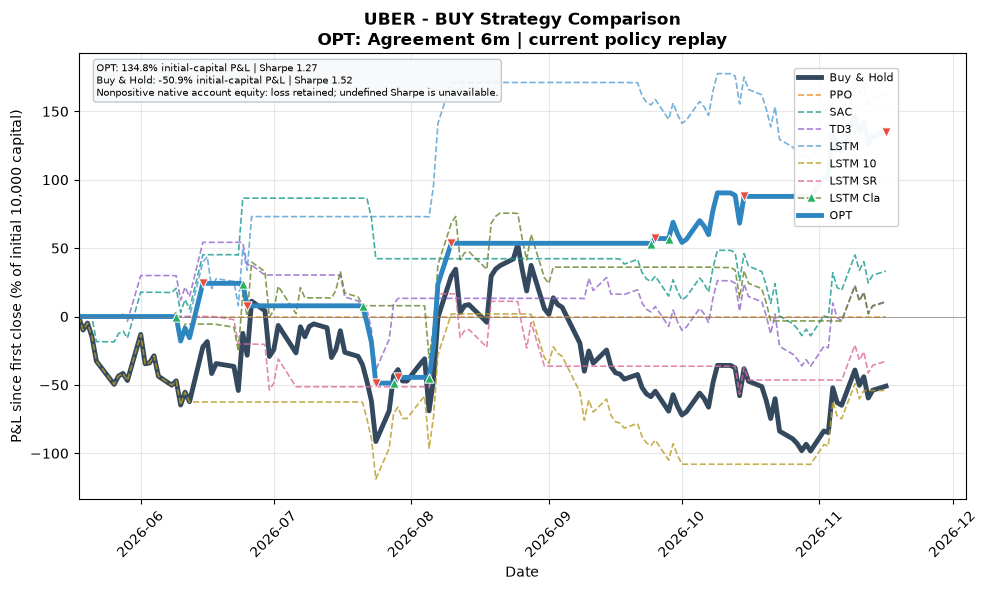 UBER - BUY Strategy Comparison
OPT: Agreement 6m | current policy replay
OPT: 134.8% initial-capital P&L | Sharpe 1.27
Buy & Hold: -50.9% initial-capital P&L | Sharpe 1.52
Nonpositive native account equity: loss retained; undefined Sharpe is unavailable.
Buy & Hold
PPO
SAC
TD3
LSTM
LSTM 10
LSTM SR
LSTM Cla
OPT
P&L since first close (% of initial 10,000 capital)
150
100
50
0
−50
−100
2026-06
2026-07
2026-08
2026-09
2026-10
2026-11
2026-12
Date